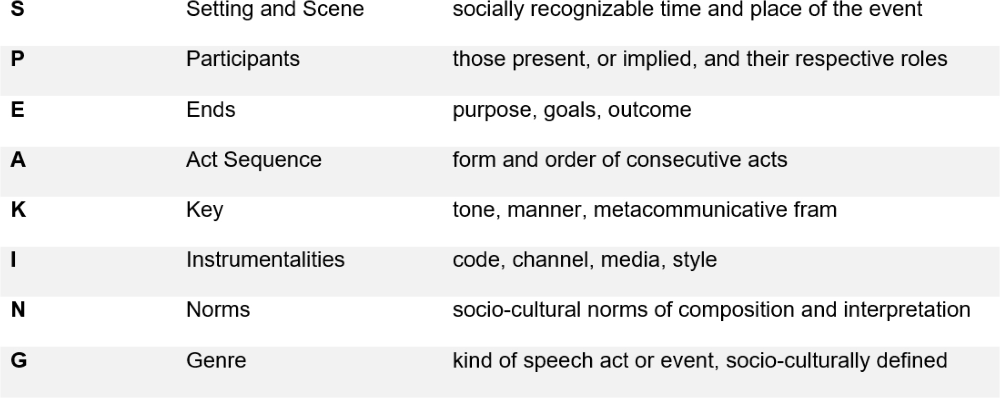 S Setting and Scene socially recognizable time and place of the event
P Participants those present, or implied, and their respective roles
E Ends purpose, goals, outcome
A Act Sequence form and order of consecutive acts
K Key tone, manner, metacommunicative fram
I Instrumentalities code, channel, media, style
N Norms socio-cultural norms of composition and interpretation
G Genre kind of speech act or event, socio-culturally defined